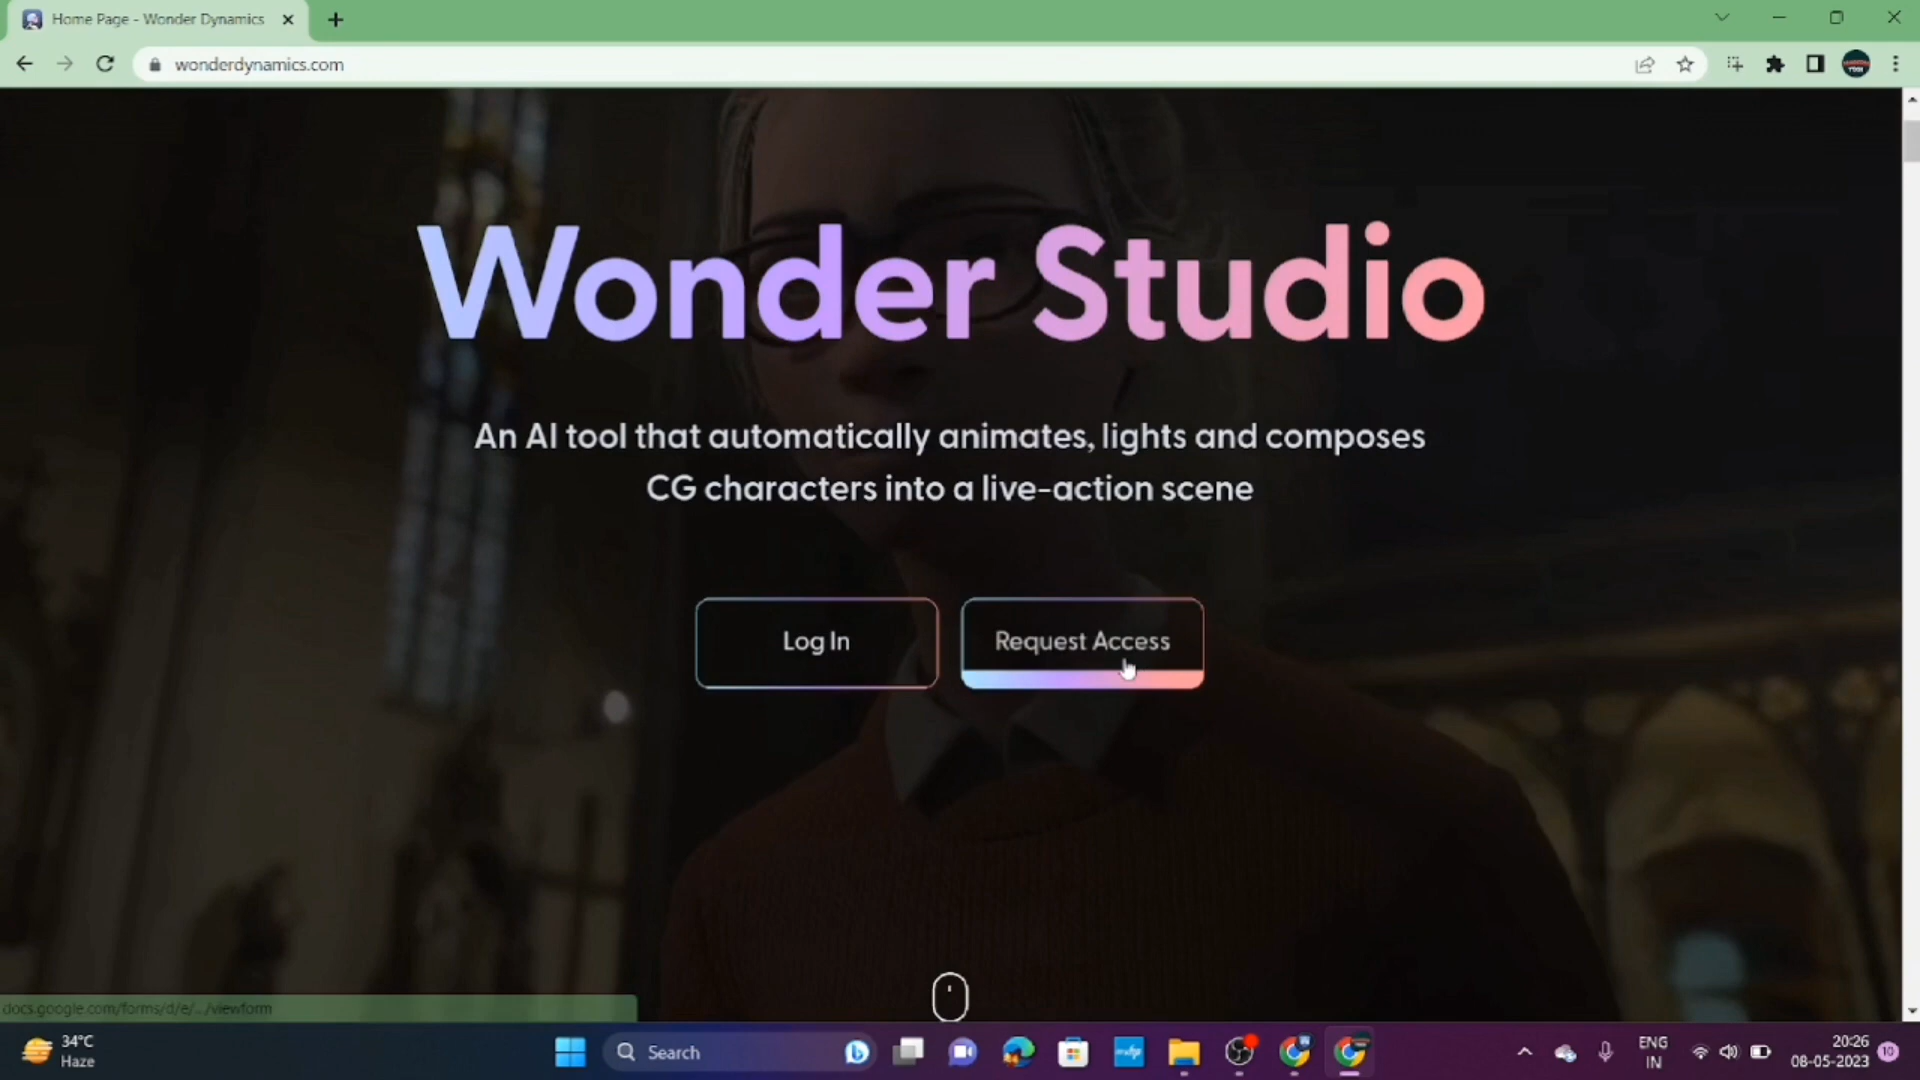 Home Page - Wonder Dynamics
wonderdynamics.com
Wonder Studio
An AI tool that automatically animates, lights and composes
CG characters into a live-action scene
Log In
Request Access
docs.google.com/forms/d/e/.../viewform
34°C
Haze
Search
ENG
IN
20:26
08-05-2023
10